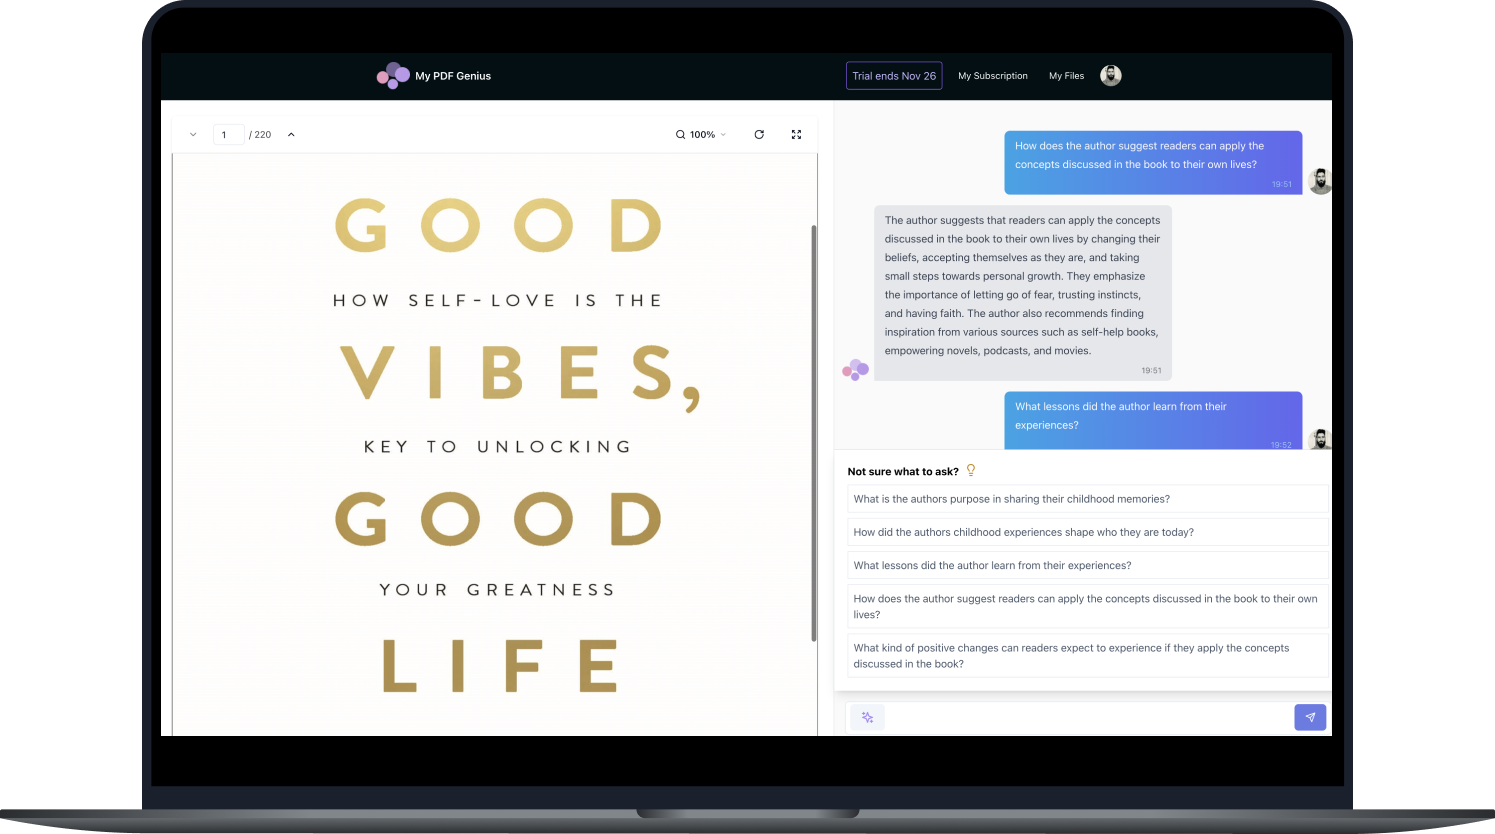 My PDF Genius
Trial ends Nov 26
My Subscription
My Files
1
/ 220
100%
GOOD
HOW SELF-LOVE IS THE
VIBES,
KEY TO UNLOCKING
GOOD
YOUR GREATNESS
LIFE
How does the author suggest readers can apply the
concepts discussed in the book to their own lives?
19:51
The author suggests that readers can apply the concepts
discussed in the book to their own lives by changing their
beliefs, accepting themselves as they are, and taking
small steps towards personal growth. They emphasize
the importance of letting go of fear, trusting instincts,
and having faith. The author also recommends finding
inspiration from various sources such as self-help books,
empowering novels, podcasts, and movies.
19:51
What lessons did the author learn from their
experiences?
19:52
Not sure what to ask?
What is the authors purpose in sharing their childhood memories?
How did the authors childhood experiences shape who they are today?
What lessons did the author learn from their experiences?
How does the author suggest readers can apply the concepts discussed in the book to their own
lives?
What kind of positive changes can readers expect to experience if they apply the concepts
discussed in the book?